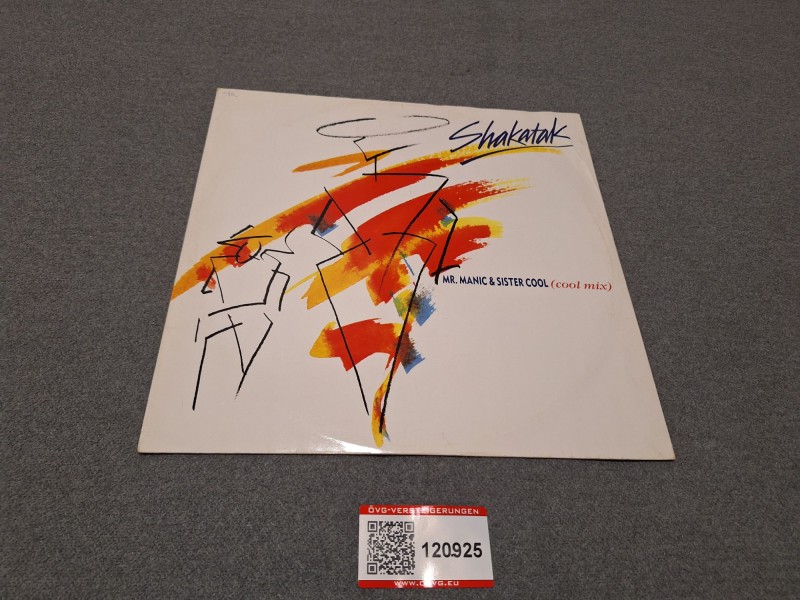 Shakatak
MR. MANIC & SISTER COOL (cool mix)
ÖVG-VERSTEIGERUNGEN
120925
WWW.OEVG.EU